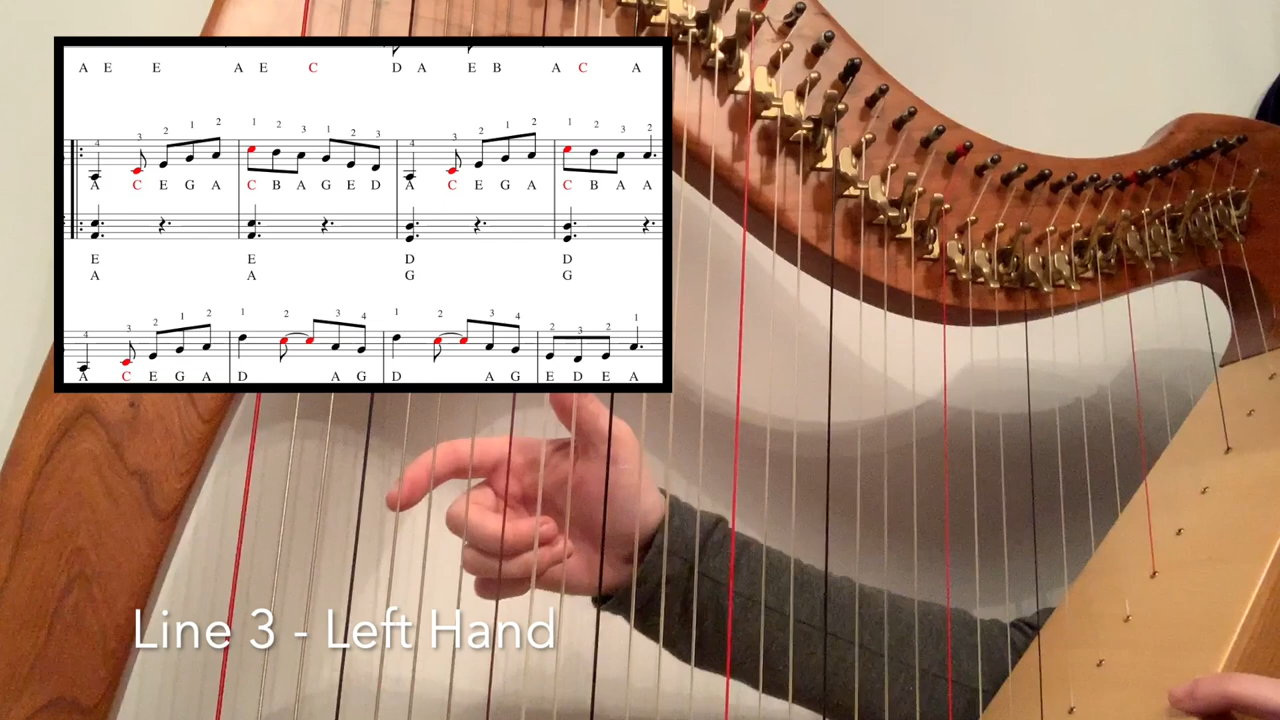 A E E A E C D A E B A C A
4 3 2 1 2 1 2 3 1 2 3 4 3 2 1 2 1 2 3 2
A C E G A C B A G E D A C E G A C B A A
E E D D
A A G G
4 3 2 1 2 1 2 3 4 1 2 3 4 2 3 2 1
A C E G A D A G D A G E D E A
Line 3 - Left Hand